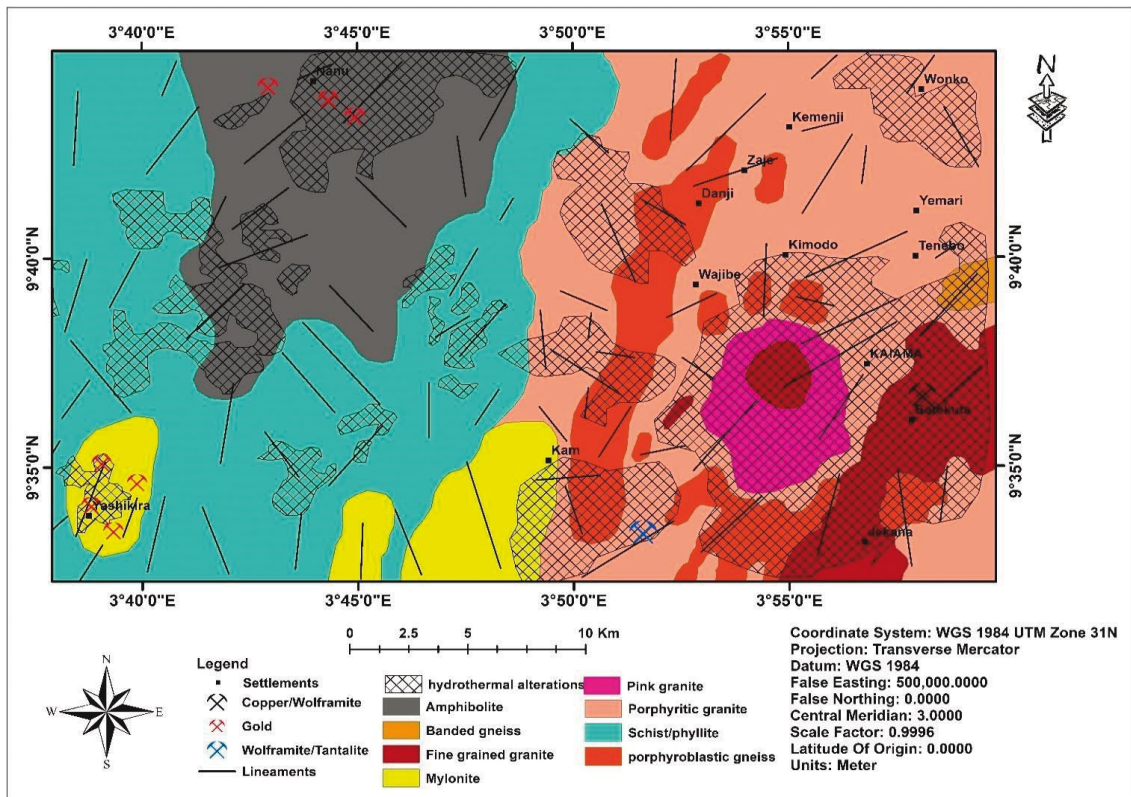 3°40'0"E 3°45'0"E 3°50'0"E 3°55'0"E
N
Nanu
Wonko
Kemenji
Zaje
Danji
Yemari
9°40'0"N
Kimodo
Tenebo
9°40'0"N
Wajibe
KAIAMA
9°35'0"N
Kam
9°35'0"N
Yashikira
Jekana
3°40'0"E 3°45'0"E 3°50'0"E 3°55'0"E
0 2.5 5 10 Km
N
W E
S
Legend
Settlements
Copper/Wolframite
Gold
Wolframite/Tantalite
Lineaments
hydrothermal alterations
Amphibolite
Banded gneiss
Fine grained granite
Mylonite
Pink granite
Porphyritic granite
Schist/phyllite
porphyroblastic gneiss
Coordinate System: WGS 1984 UTM Zone 31N
Projection: Transverse Mercator
Datum: WGS 1984
False Easting: 500,000.0000
False Northing: 0.0000
Central Meridian: 3.0000
Scale Factor: 0.9996
Latitude Of Origin: 0.0000
Units: Meter